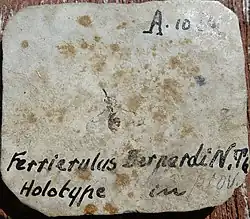 A.10
Ferrierulus Bernardi N.T
Holotype in